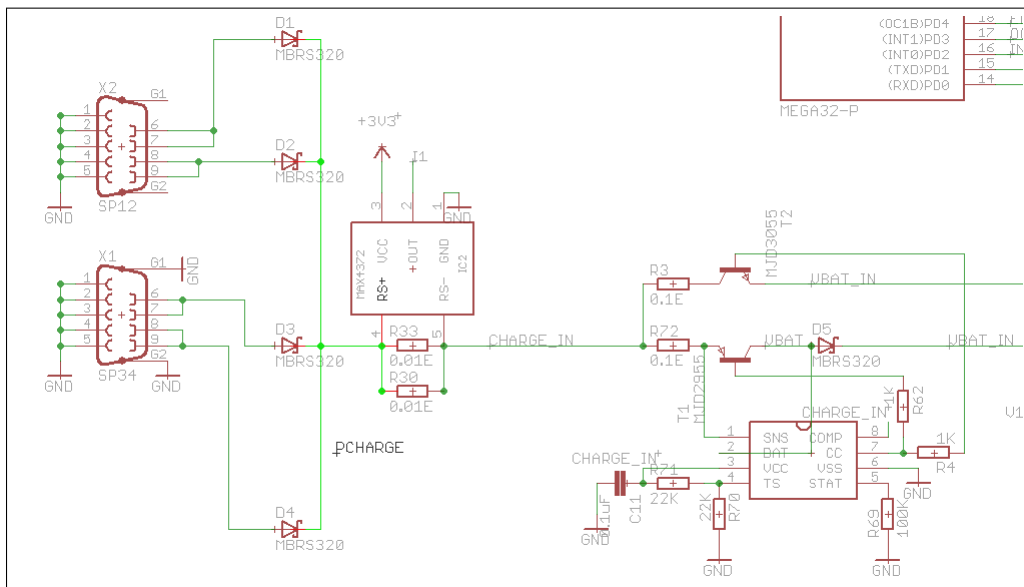 D1
MBRS320
X2
G1
1
2
3
4
5
6
7
8
9
G2
GND
SP12
D2
MBRS320
+3V3
I1
3
2
1
GND
VCC
OUT
GND
MAX4372
RS+
RS-
IC2
4
5
R33
0.01E
R30
0.01E
CHARGE_IN
X1
G1
GND
1
2
3
4
5
6
7
8
9
G2
GND
SP34
GND
D3
MBRS320
PCHARGE
D4
MBRS320
(OC1B)PD4
18
(INT1)PD3
17
(INT0)PD2
16
(TXD)PD1
15
(RXD)PD0
14
MEGA32-P
R3
0.1E
MJD3055
T2
VBAT_IN
R72
0.1E
VBAT
D5
MBRS320
VBAT_IN
T1
MJD2955
1K
R62
CHARGE_IN
V1
1
2
3
4
SNS
BAT
VCC
TS
COMP
CC
VSS
STAT
8
7
6
5
1K
R4
GND
CHARGE_IN
R71
22K
0.1uF
C11
GND
22K
R70
GND
R69
100K
GND